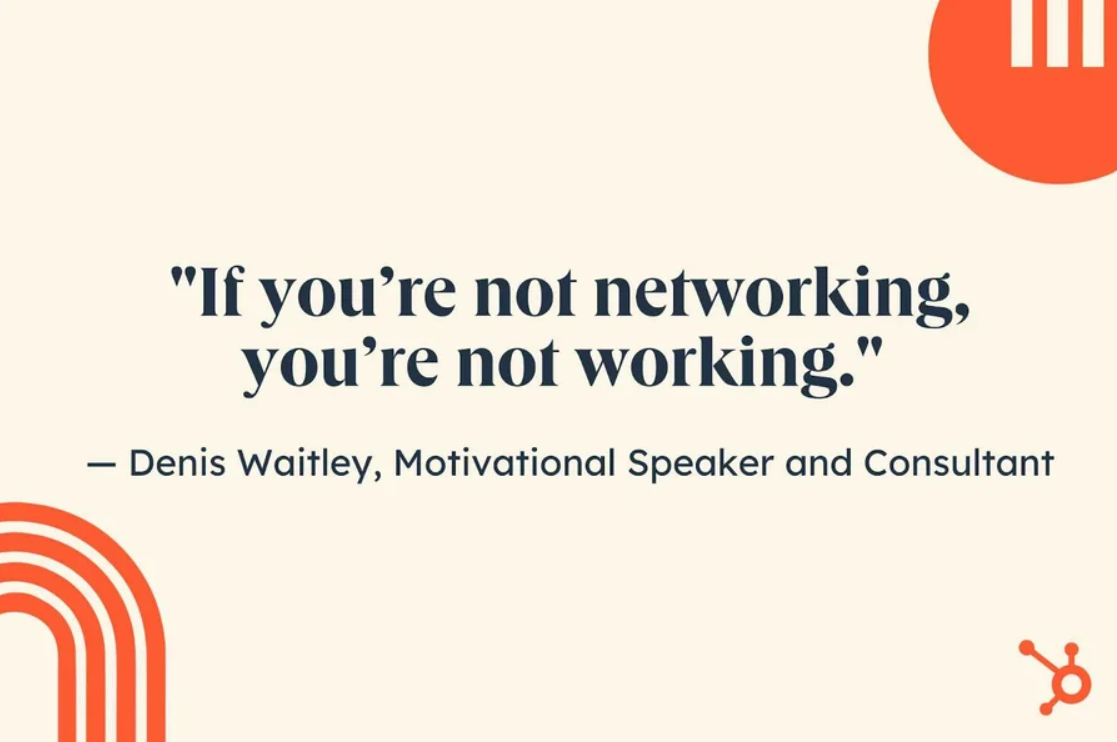 "If you’re not networking,
you’re not working."
— Denis Waitley, Motivational Speaker and Consultant